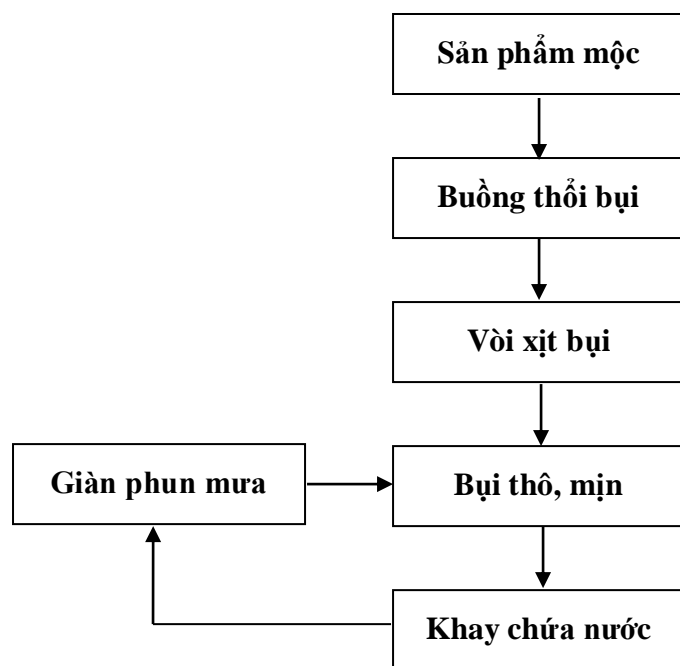 Sản phẩm mộc
Buồng thổi bụi
Vòi xịt bụi
Giàn phun mưa
Bụi thô, mịn
Khay chứa nước